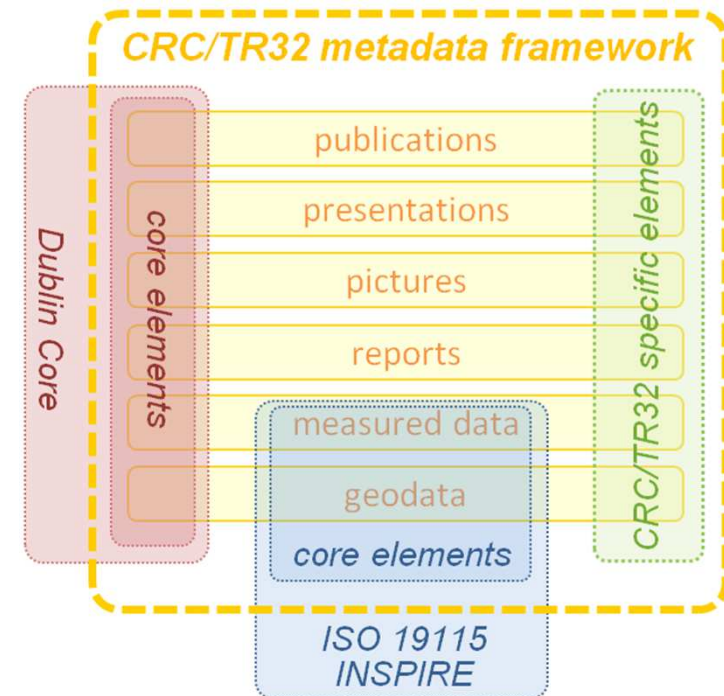 CRC/TR32 metadata framework
publications
presentations
pictures
reports
measured data
geodata
core elements
ISO 19115
INSPIRE
Dublin Core
core elements
CRC/TR32 specific elements